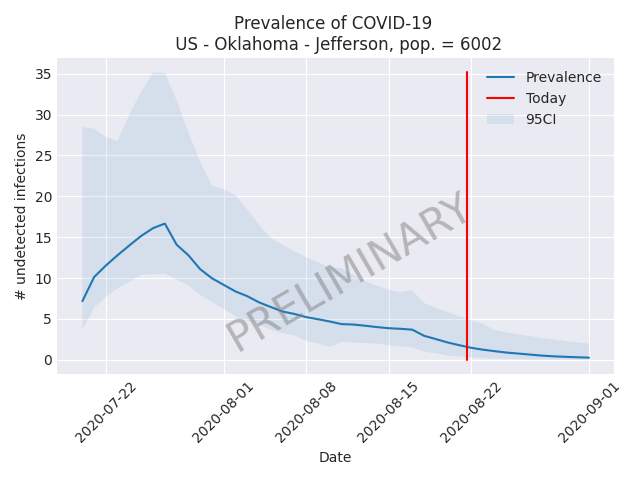 Prevalence of COVID-19
US - Oklahoma - Jefferson, pop. = 6002
# undetected infections
35
30
25
20
15
10
5
0
Prevalence
Today
95CI
PRELIMINARY
2020-07-22
2020-08-01
2020-08-08
2020-08-15
2020-08-22
2020-09-01
Date